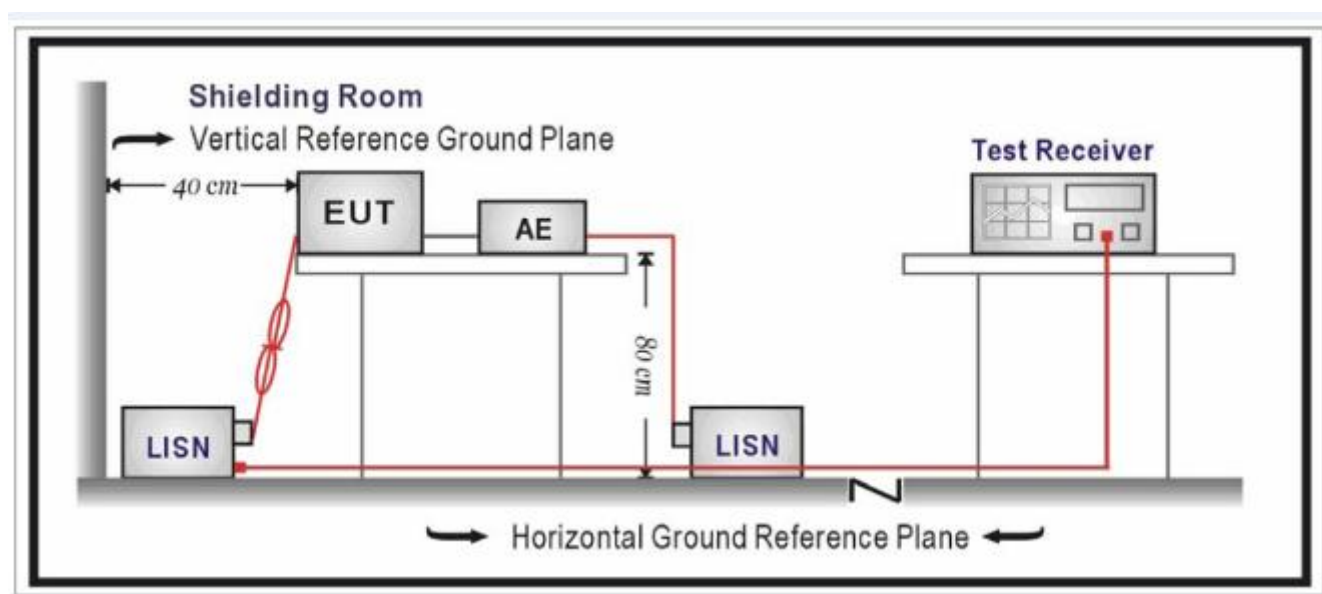 Shielding Room
Vertical Reference Ground Plane
40 cm
EUT
AE
Test Receiver
80 cm
LISN
LISN
Horizontal Ground Reference Plane